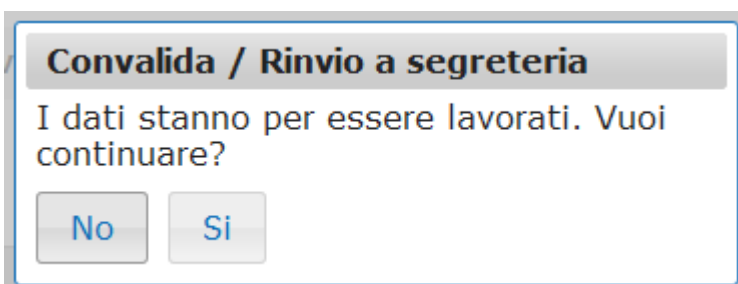 Convalida / Rinvio a segreteria
I dati stanno per essere lavorati. Vuoi
continuare?
No Si